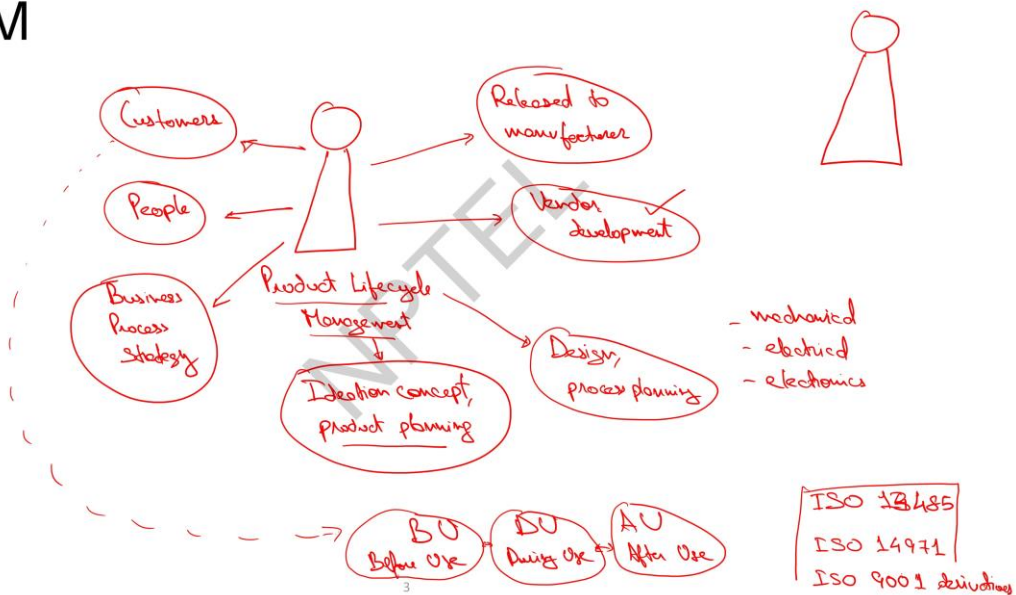 M
Customers
People
Business
Process
Strategy
Product Lifecycle
Management
Ideation concept,
product planning
Released to
manufacturer
Vendor
development
Design,
process planning
- mechanical
- electrical
- electronics
BU
Before Use
DU
During Use
AU
After Use
ISO 13485
ISO 14971
ISO 9001 derivatives
NPTEL
3